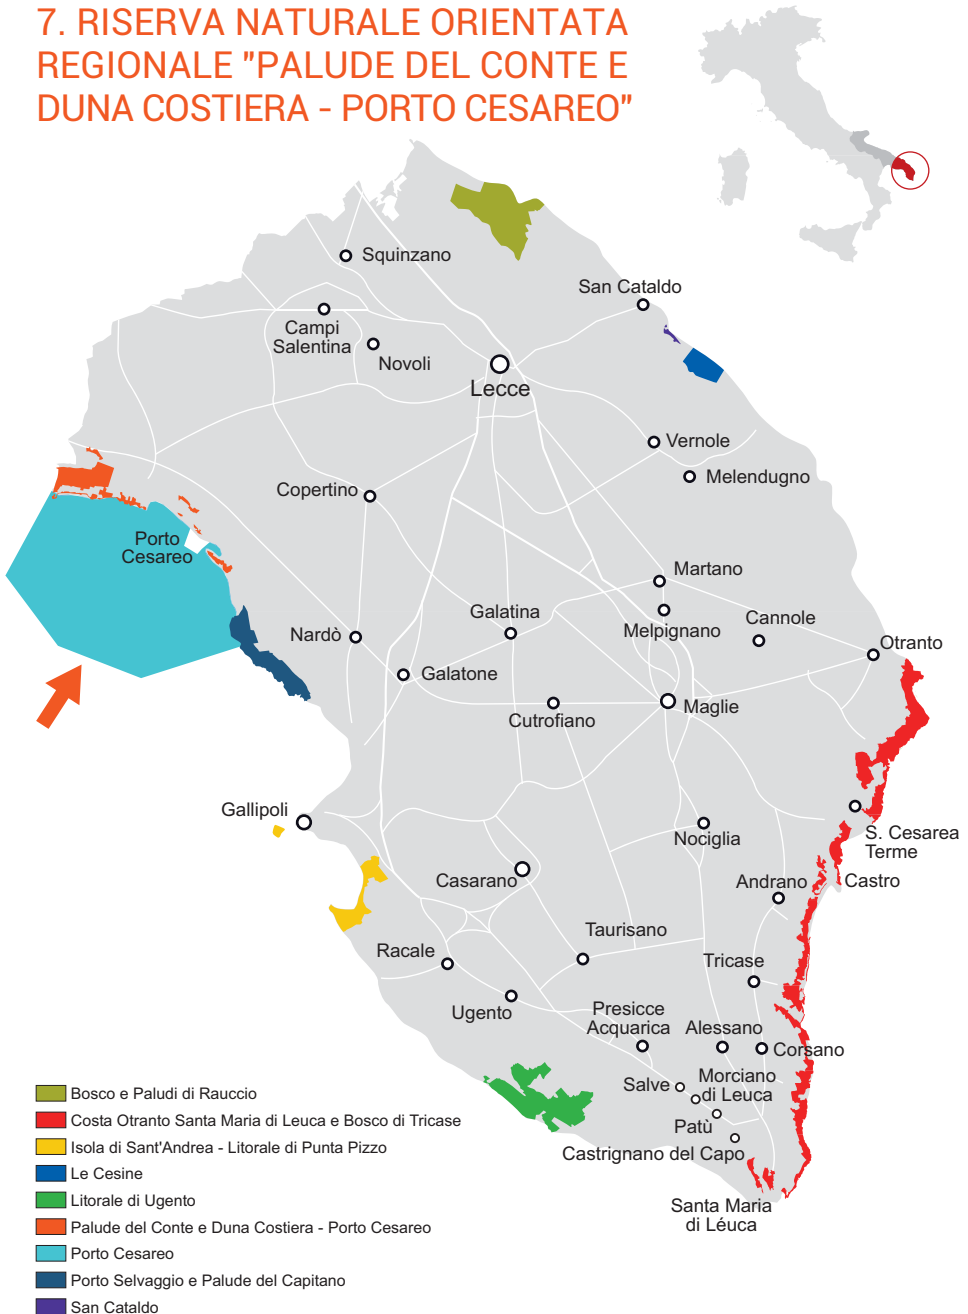 7. RISERVA NATURALE ORIENTATA
REGIONALE "PALUDE DEL CONTE E
DUNA COSTIERA - PORTO CESAREO"
Squinzano
San Cataldo
Campi
Salentina
Novoli
Lecce
Vernole
Melendugno
Copertino
Porto
Cesareo
Martano
Galatina
Melpignano
Cannole
Nardò
Otranto
Galatone
Cutrofiano
Maglie
Gallipoli
Nociglia
S. Cesarea
Terme
Casarano
Andrano
Castro
Taurisano
Racale
Tricase
Ugento
Presicce
Acquarica
Alessano
Corsano
Salve
Morciano
di Leuca
Patù
Castrignano del Capo
Santa Maria
di Léuca
Bosco e Paludi di Rauccio
Costa Otranto Santa Maria di Leuca e Bosco di Tricase
Isola di Sant'Andrea - Litorale di Punta Pizzo
Le Cesine
Litorale di Ugento
Palude del Conte e Duna Costiera - Porto Cesareo
Porto Cesareo
Porto Selvaggio e Palude del Capitano
San Cataldo